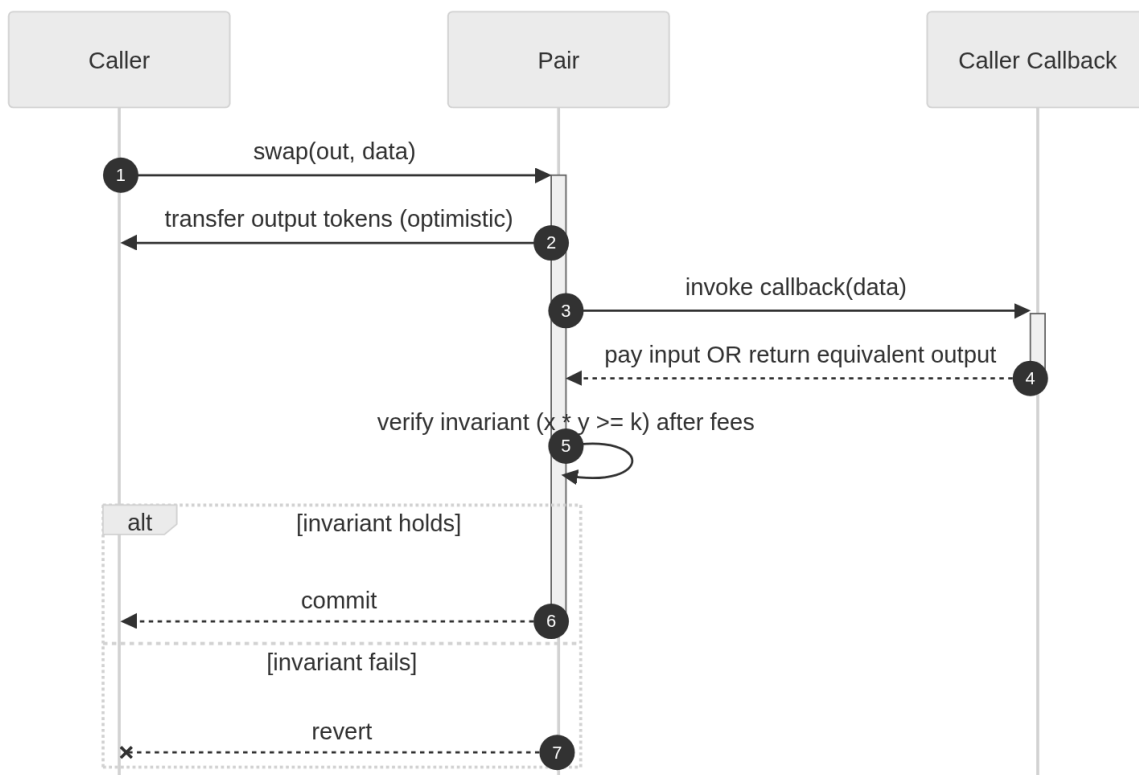 Caller
Pair
Caller Callback
swap(out, data)
1
transfer output tokens (optimistic)
2
invoke callback(data)
3
pay input OR return equivalent output
4
verify invariant (x * y >= k) after fees
5
alt
[invariant holds]
commit
6
[invariant fails]
revert
7